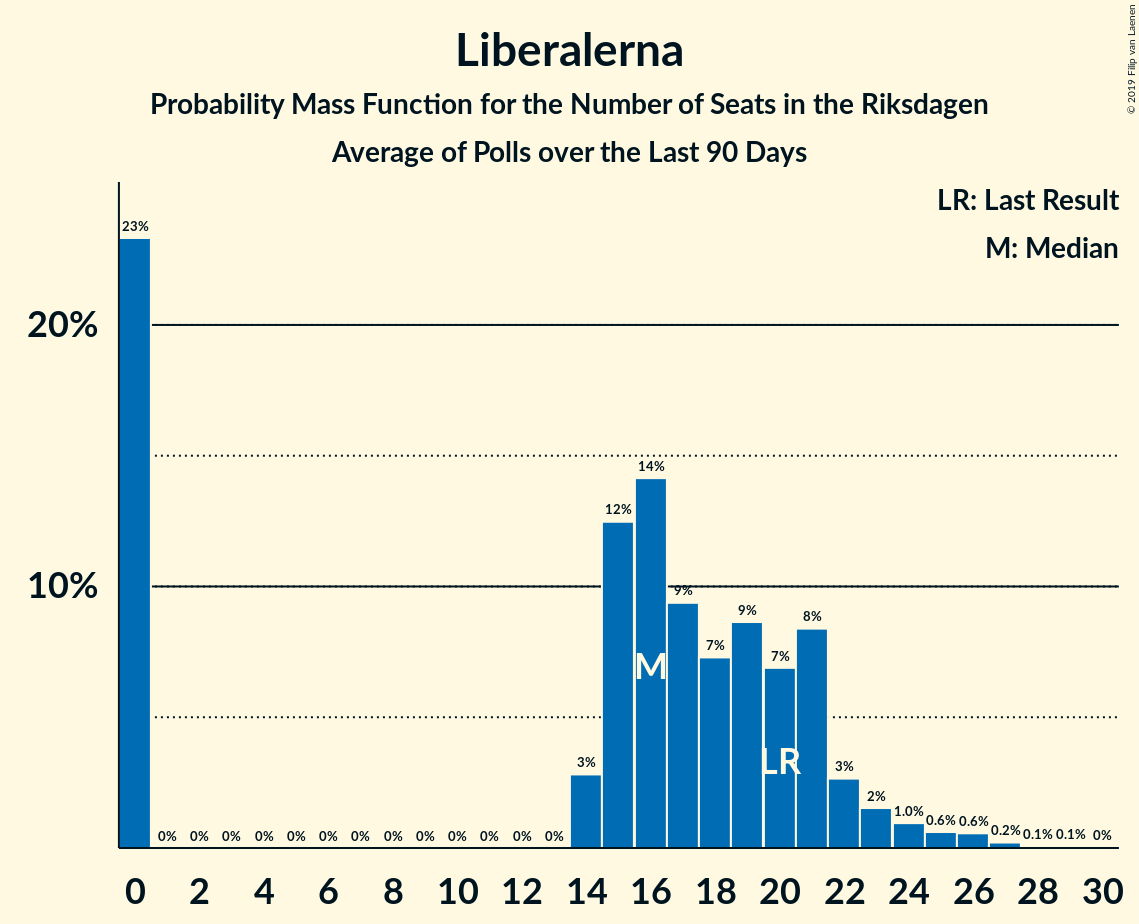 Liberalerna
Probability Mass Function for the Number of Seats in the Riksdagen
Average of Polls over the Last 90 Days
© 2019 Filip van Laenen
LR: Last Result
M: Median
20%
10%
23%
0% 0% 0% 0% 0% 0% 0% 0% 0% 0% 0% 0% 0%
3%
12%
14%
9%
7%
9%
7%
8%
3%
2%
1.0%
0.6%
0.6%
0.2%
0.1%
0.1%
0%
M
LR
0 2 4 6 8 10 12 14 16 18 20 22 24 26 28 30